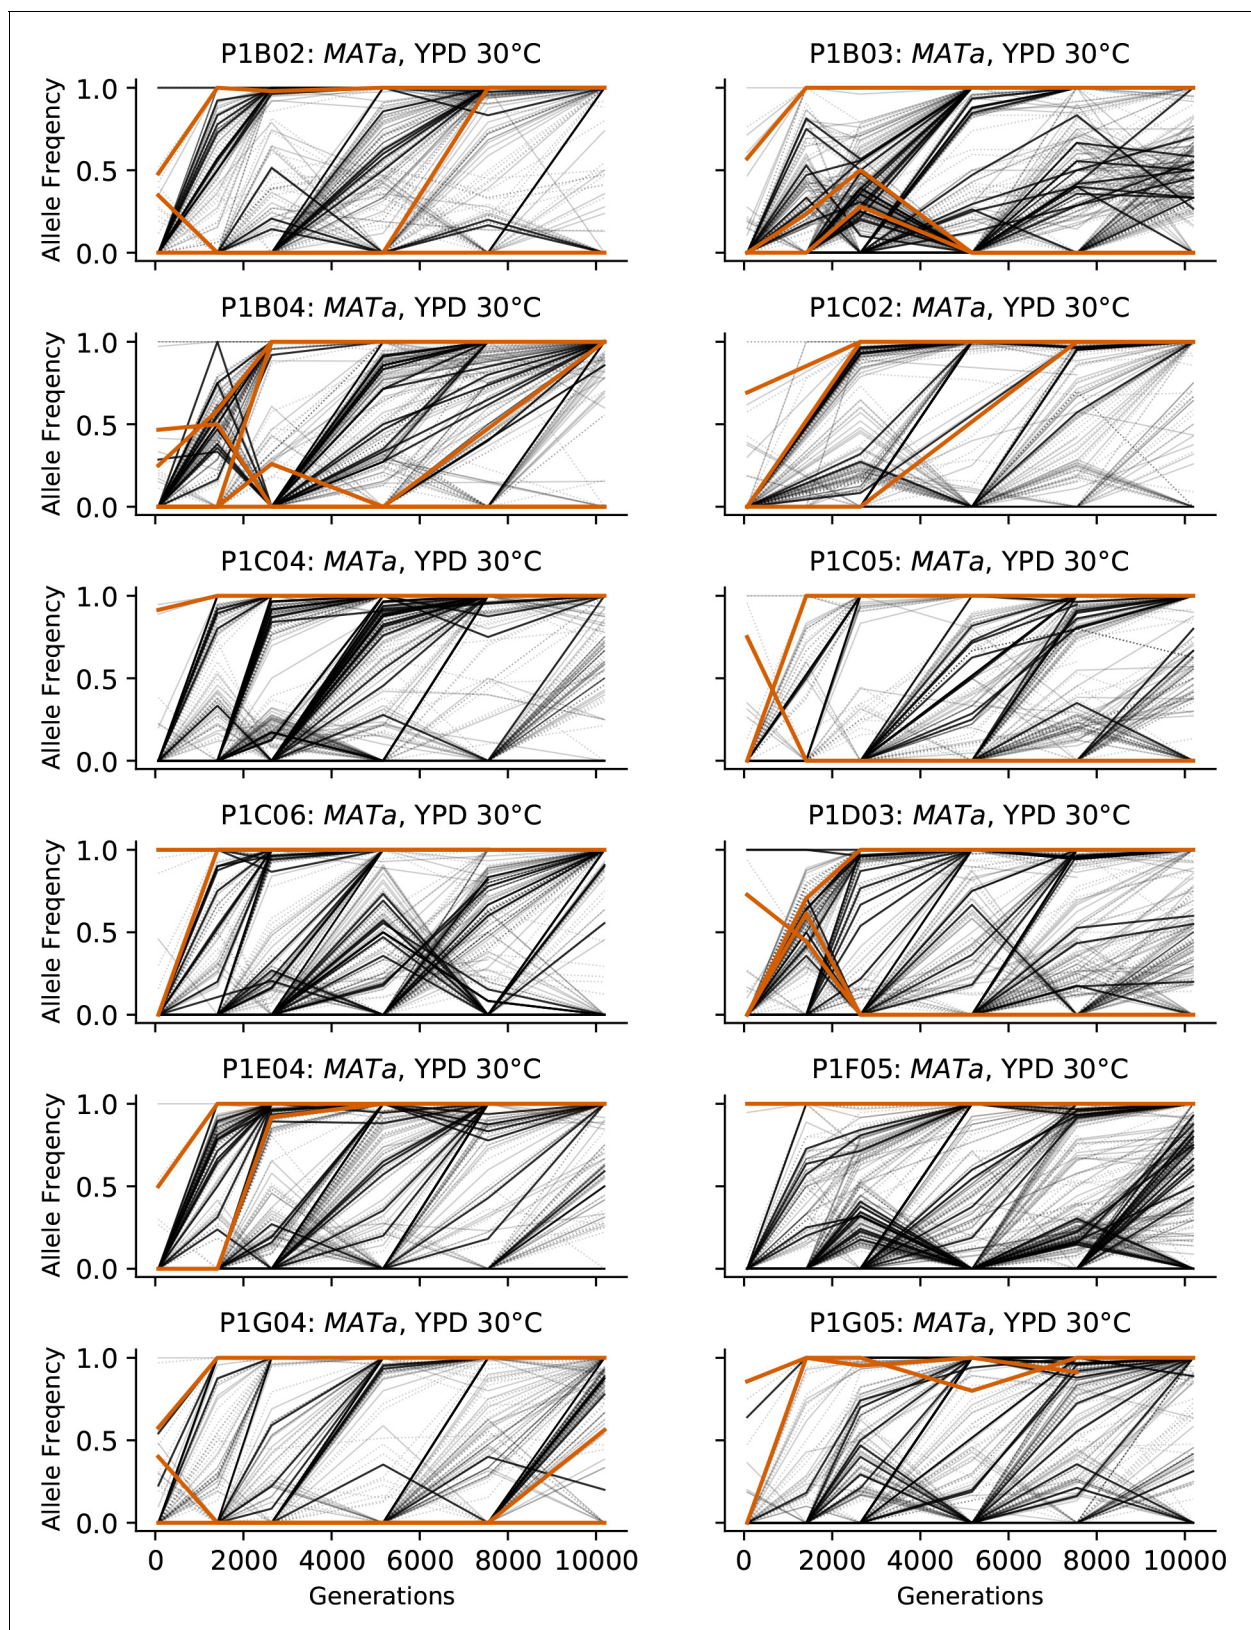 P1B02: MATa, YPD 30°C
P1B03: MATa, YPD 30°C
Allele Freqency
1.0
0.5
0.0
P1B04: MATa, YPD 30°C
P1C02: MATa, YPD 30°C
Allele Freqency
1.0
0.5
0.0
P1C04: MATa, YPD 30°C
P1C05: MATa, YPD 30°C
Allele Freqency
1.0
0.5
0.0
P1C06: MATa, YPD 30°C
P1D03: MATa, YPD 30°C
Allele Freqency
1.0
0.5
0.0
P1E04: MATa, YPD 30°C
P1F05: MATa, YPD 30°C
Allele Freqency
1.0
0.5
0.0
P1G04: MATa, YPD 30°C
P1G05: MATa, YPD 30°C
Allele Freqency
1.0
0.5
0.0
0 2000 4000 6000 8000 10000
0 2000 4000 6000 8000 10000
Generations
Generations